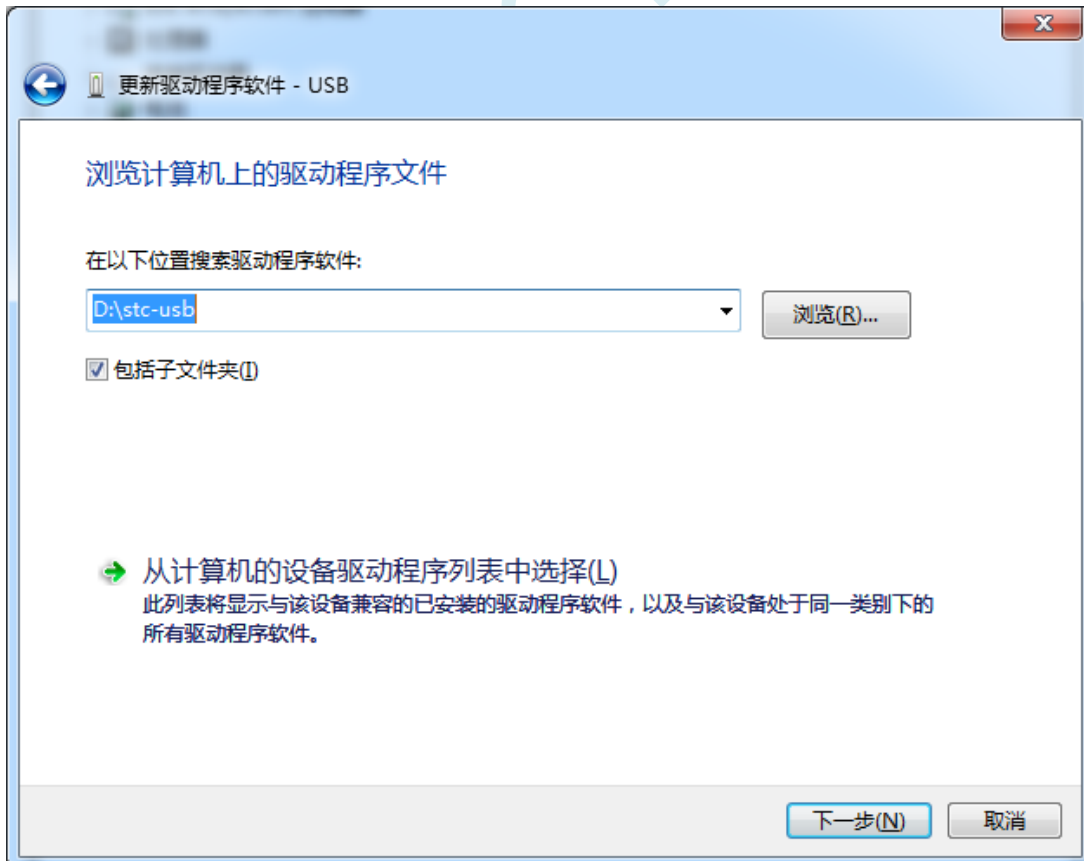 更新驱动程序软件 - USB
浏览计算机上的驱动程序文件
在以下位置搜索驱动程序软件:
D:\stc-usb
浏览(R)...
包括子文件夹(I)
从计算机的设备驱动程序列表中选择(L)
此列表将显示与该设备兼容的已安装的驱动程序软件，以及与该设备处于同一类别下的
所有驱动程序软件。
下一步(N)
取消